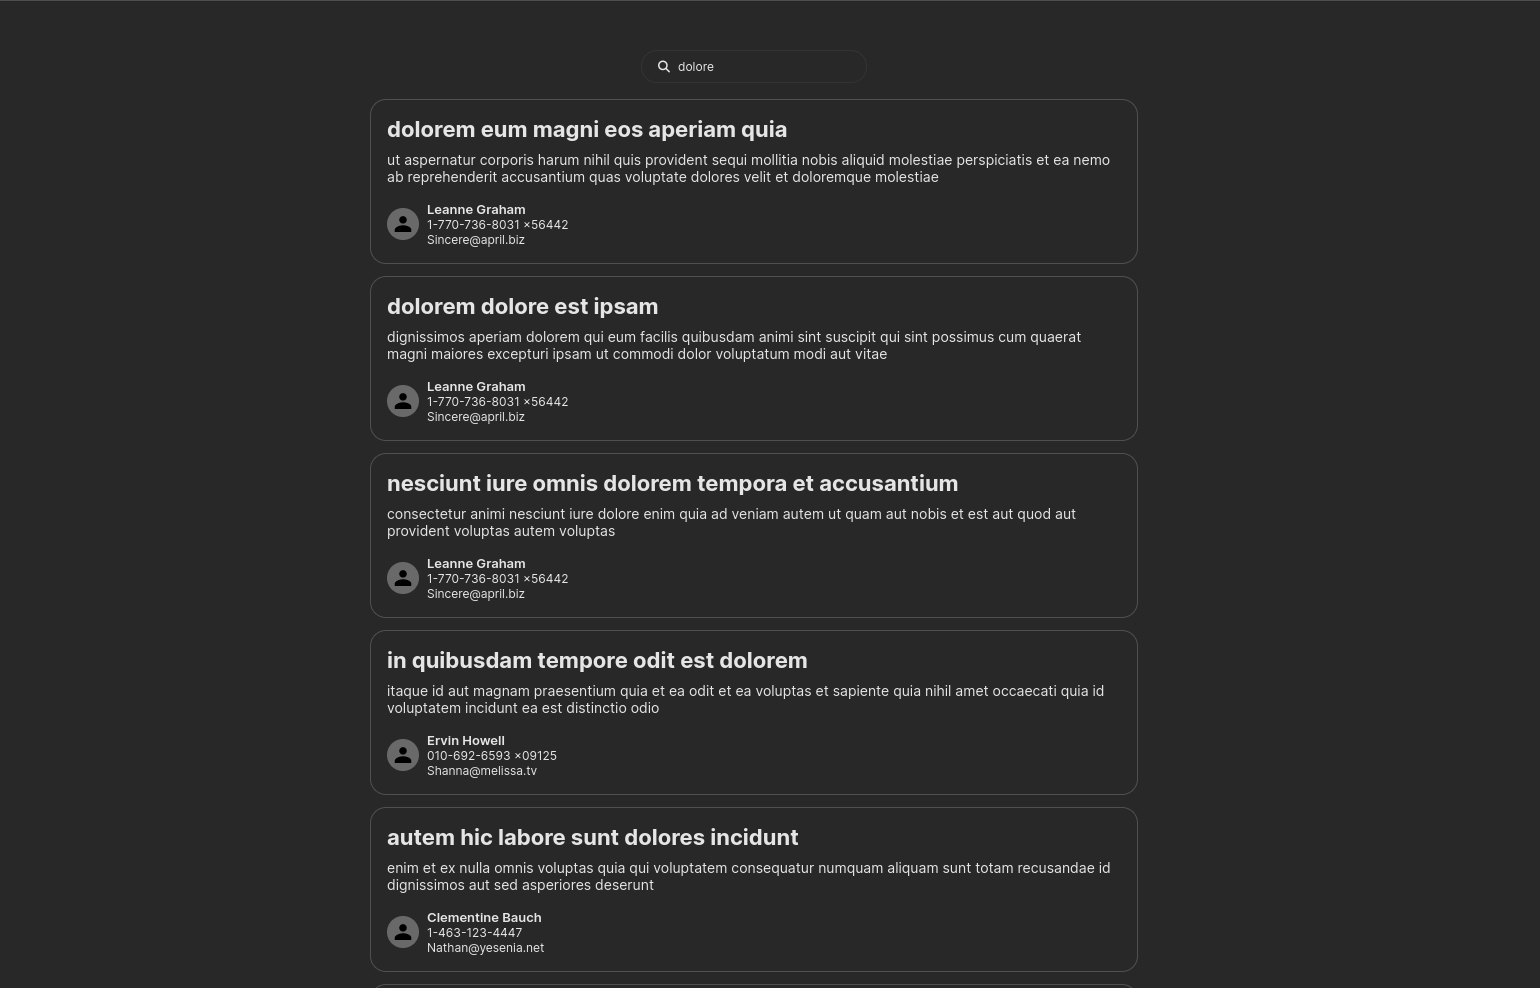 dolore
dolorem eum magni eos aperiam quia
ut aspernatur corporis harum nihil quis provident sequi mollitia nobis aliquid molestiae perspiciatis et ea nemo
ab reprehenderit accusantium quas voluptate dolores velit et doloremque molestiae
Leanne Graham
1-770-736-8031 x56442
Sincere@april.biz
dolorem dolore est ipsam
dignissimos aperiam dolorem qui eum facilis quibusdam animi sint suscipit qui sint possimus cum quaerat
magni maiores excepturi ipsam ut commodi dolor voluptatum modi aut vitae
Leanne Graham
1-770-736-8031 x56442
Sincere@april.biz
nesciunt iure omnis dolorem tempora et accusantium
consectetur animi nesciunt iure dolore enim quia ad veniam autem ut quam aut nobis et est aut quod aut
provident voluptas autem voluptas
Leanne Graham
1-770-736-8031 x56442
Sincere@april.biz
in quibusdam tempore odit est dolorem
itaque id aut magnam praesentium quia et ea odit et ea voluptas et sapiente quia nihil amet occaecati quia id
voluptatem incidunt ea est distinctio odio
Ervin Howell
010-692-6593 x09125
Shanna@melissa.tv
autem hic labore sunt dolores incidunt
enim et ex nulla omnis voluptas quia qui voluptatem consequatur numquam aliquam sunt totam recusandae id
dignissimos aut sed asperiores deserunt
Clementine Bauch
1-463-123-4447
Nathan@yesenia.net